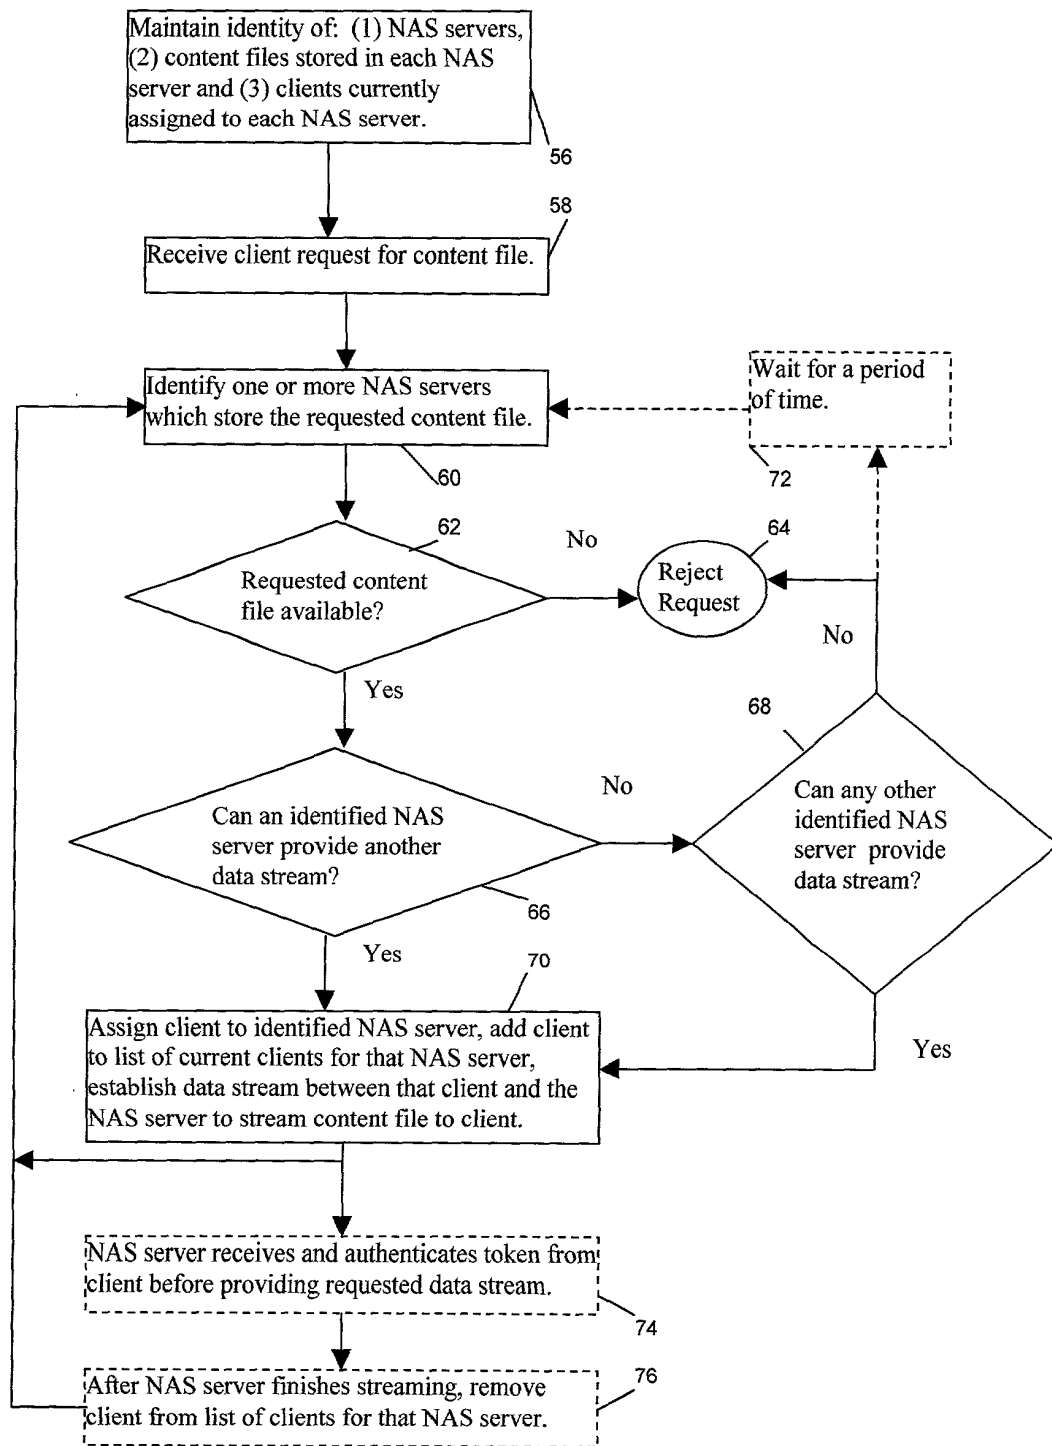 Maintain identity of: (1) NAS servers,
(2) content files stored in each NAS
server and (3) clients currently
assigned to each NAS server.
56
58
Receive client request for content file.
Identify one or more NAS servers
which store the requested content file.
60
Wait for a period
of time.
72
62
Requested content
file available?
No
64
Reject
Request
No
Yes
68
Can an identified NAS
server provide another
data stream?
No
66
Can any other
identified NAS
server provide
data stream?
Yes
70
Yes
Assign client to identified NAS server, add client
to list of current clients for that NAS server,
establish data stream between that client and the
NAS server to stream content file to client.
NAS server receives and authenticates token from
client before providing requested data stream.
74
76
After NAS server finishes streaming, remove
client from list of clients for that NAS server.